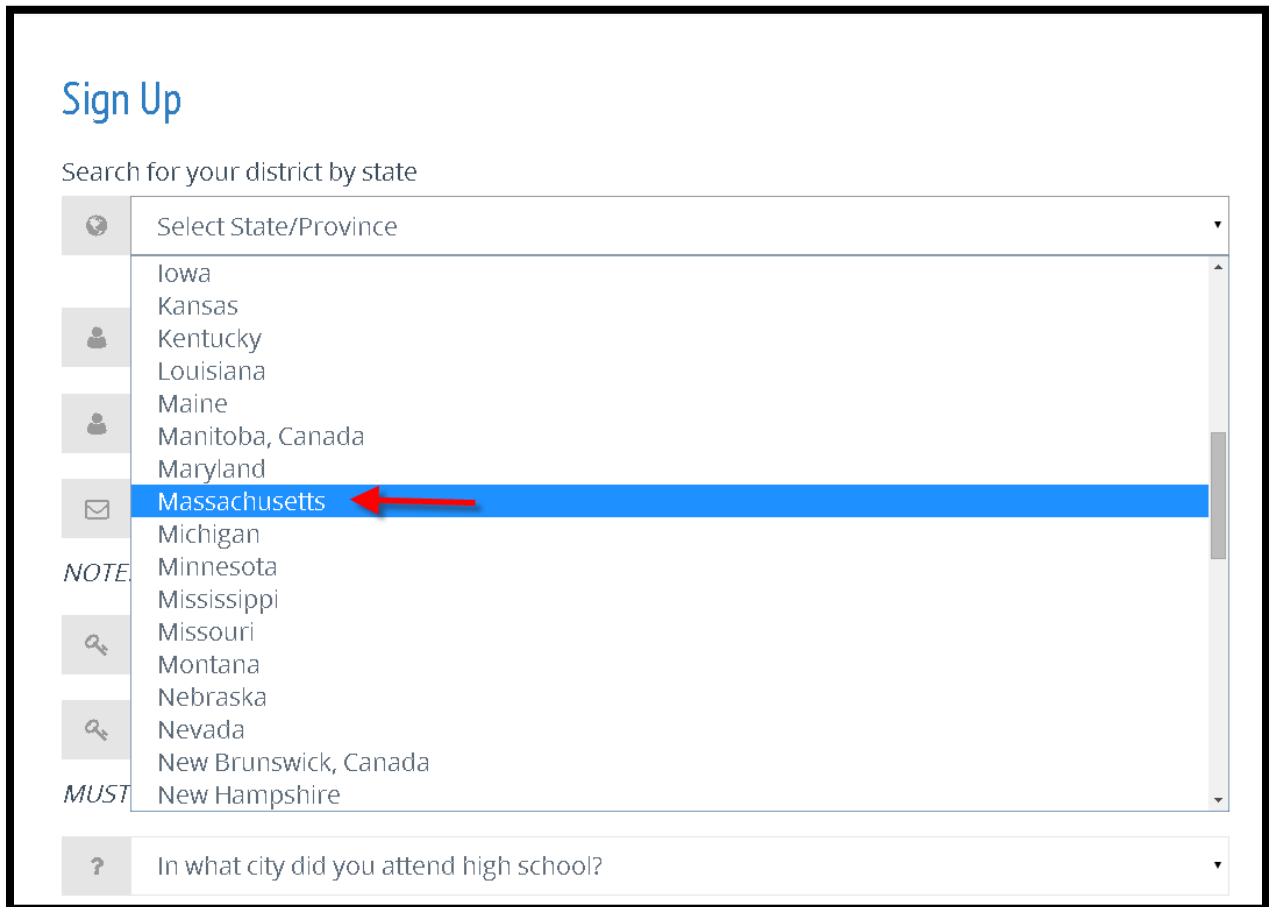 Sign Up
Search for your district by state
Select State/Province
Iowa
Kansas
Kentucky
Louisiana
Maine
Manitoba, Canada
Maryland
Massachusetts
Michigan
Minnesota
NOTE
Mississippi
Missouri
Montana
Nebraska
Nevada
New Brunswick, Canada
New Hampshire
MUST
? In what city did you attend high school?